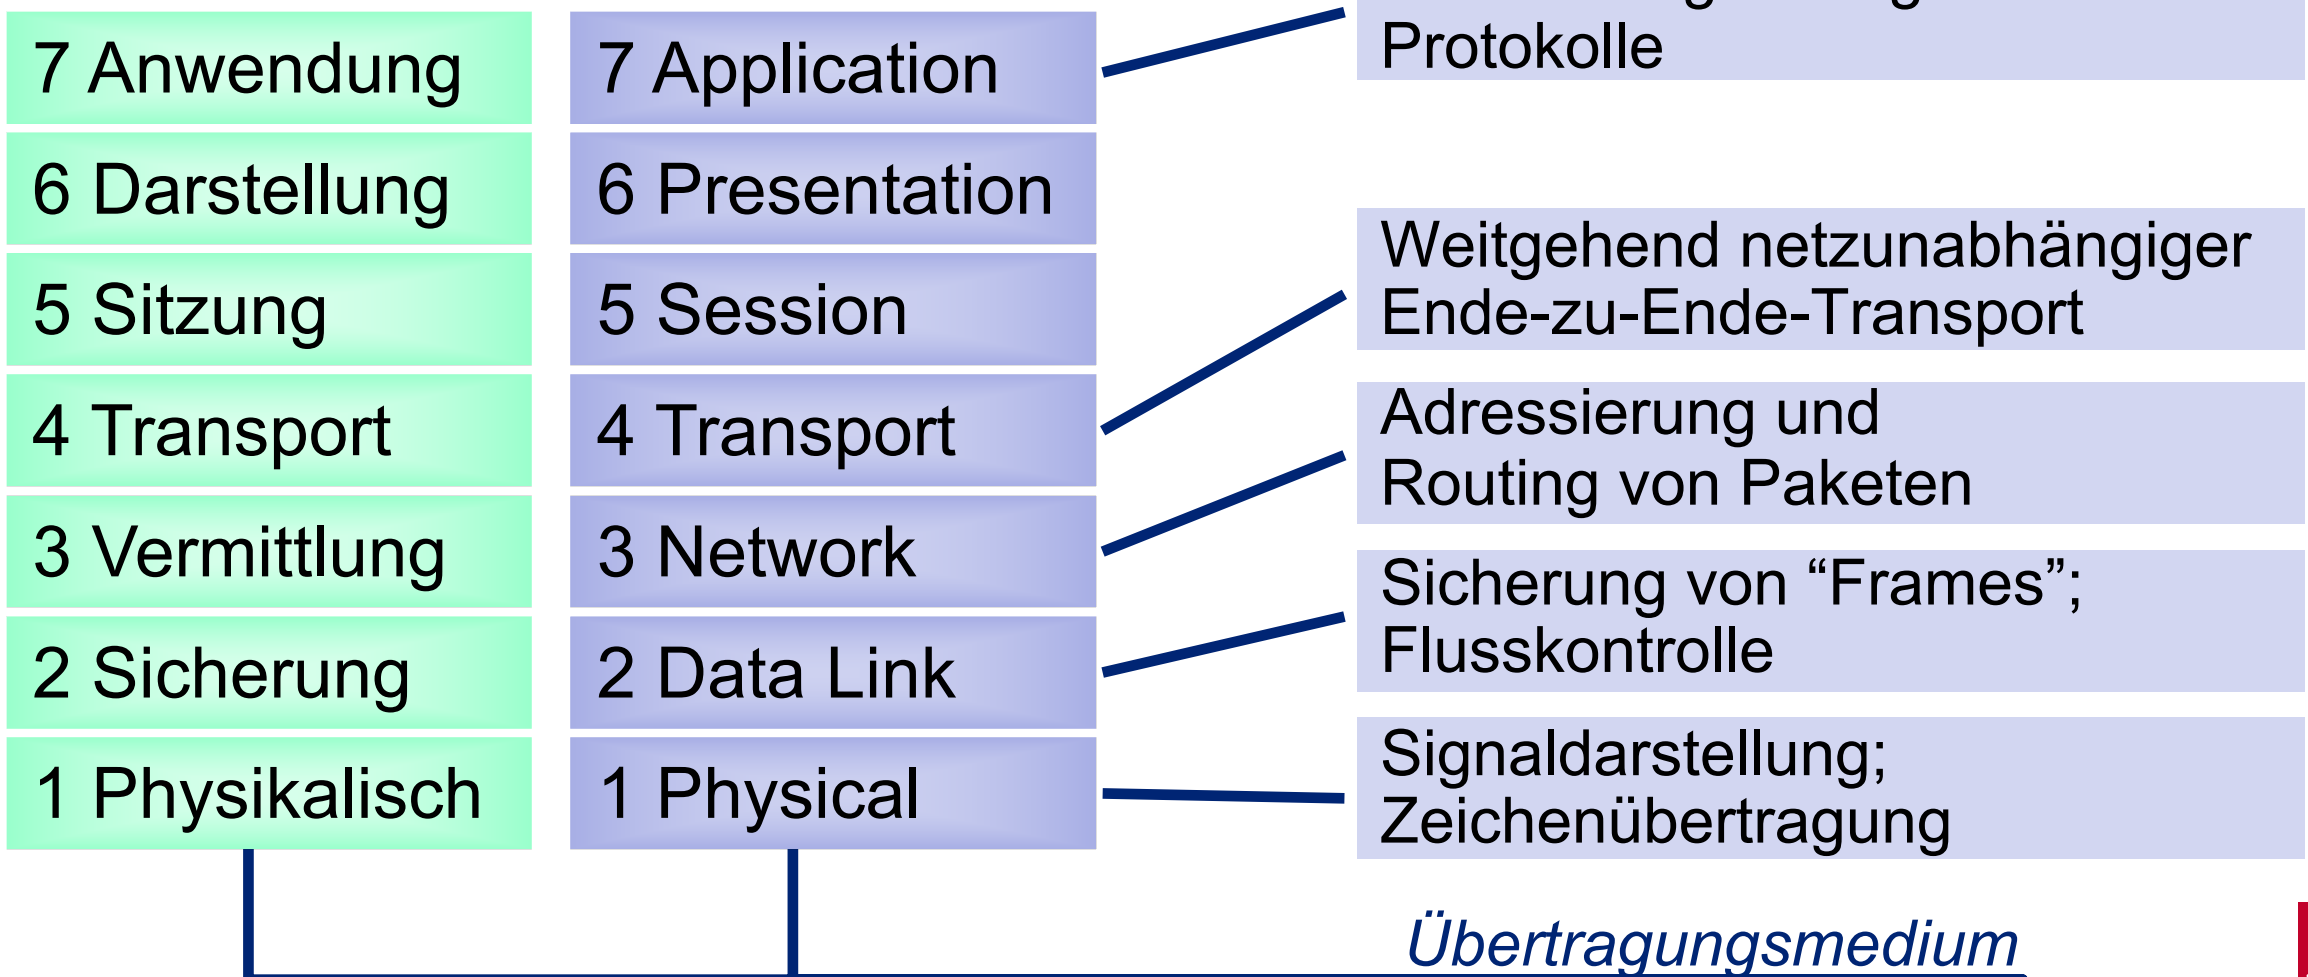 7 Anwendung
6 Darstellung
5 Sitzung
4 Transport
3 Vermittlung
2 Sicherung
1 Physikalisch
7 Application
6 Presentation
5 Session
4 Transport
3 Network
2 Data Link
1 Physical
Protokolle
Weitgehend netzunabhängiger
Ende-zu-Ende-Transport
Adressierung und
Routing von Paketen
Sicherung von “Frames”;
Flusskontrolle
Signaldarstellung;
Zeichenübertragung
Übertragungsmedium